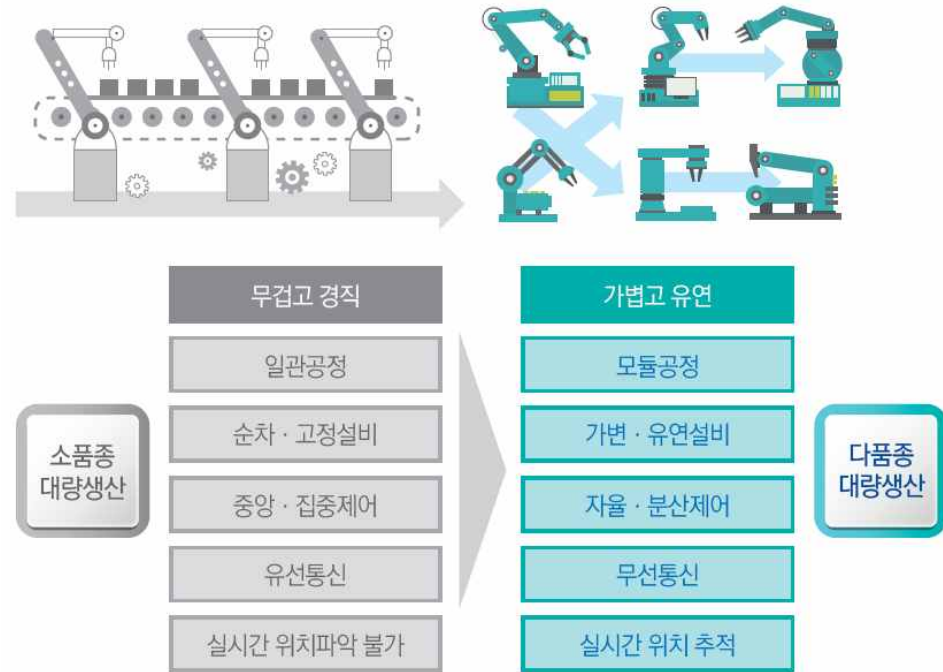 무겁고 경직
일관공정
순차 · 고정설비
중앙 · 집중제어
유선통신
실시간 위치파악 불가
소품종
대량생산
가볍고 유연
모듈공정
가변 · 유연설비
자율 · 분산제어
무선통신
실시간 위치 추적
다품종
대량생산